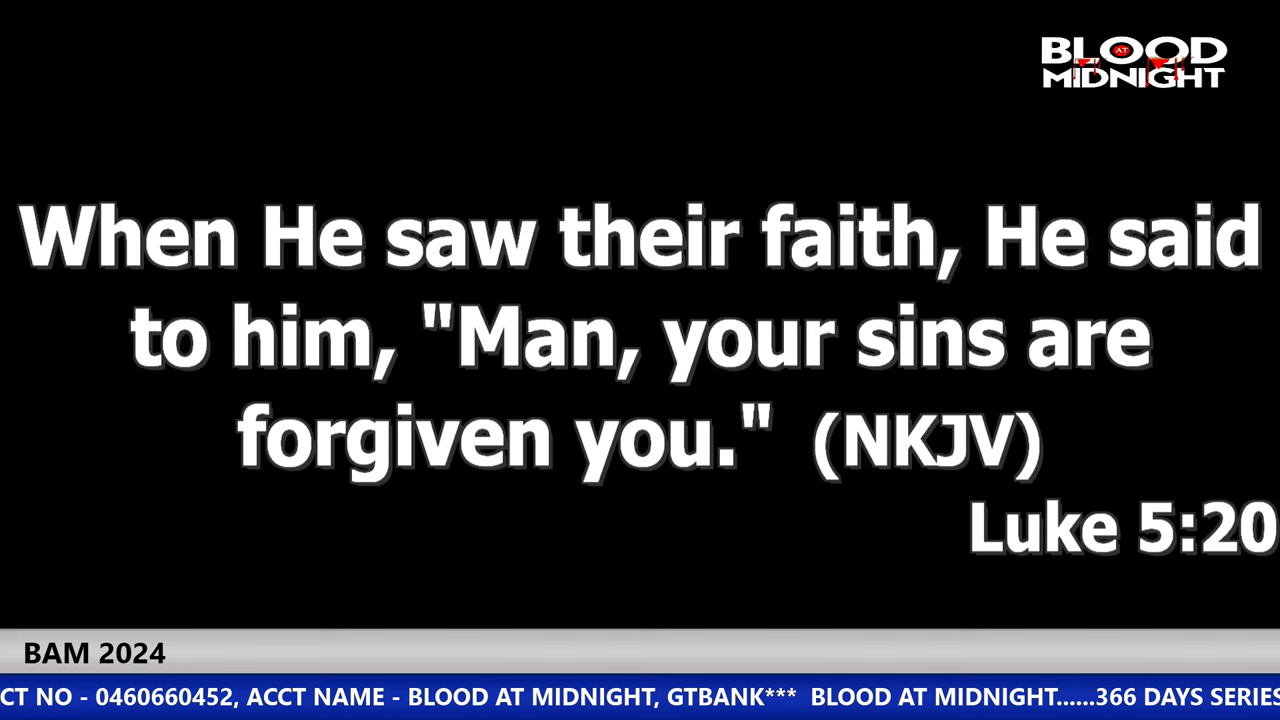 BLOOD
AT
MIDNIGHT
When He saw their faith, He said
to him, "Man, your sins are
forgiven you." (NKJV)
Luke 5:20
BAM 2024
CT NO - 0460660452, ACCT NAME - BLOOD AT MIDNIGHT, GTBANK*** BLOOD AT MIDNIGHT......366 DAYS SERIES